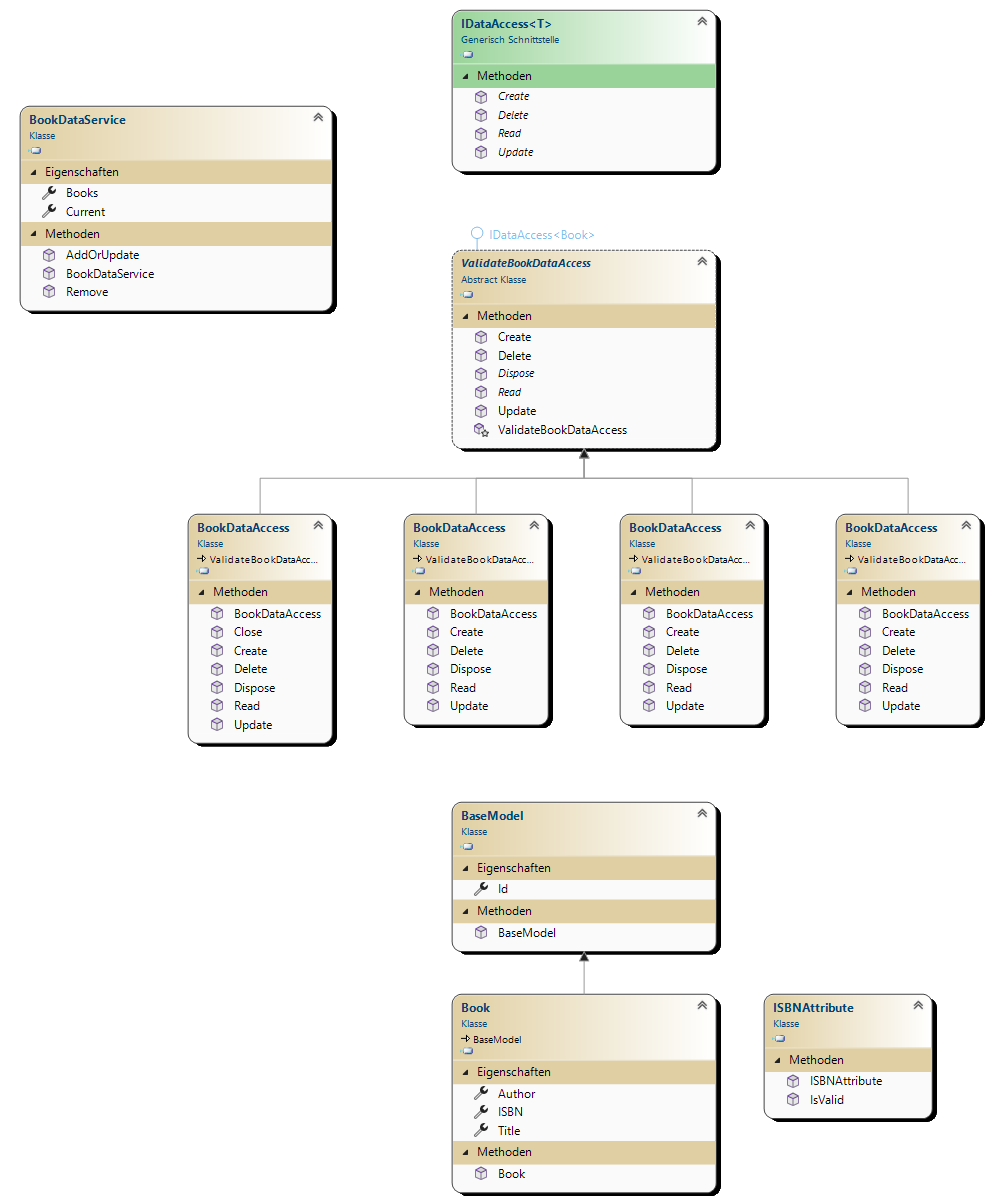 IDataAccess<T>
Generisch Schnittstelle
Methoden
Create
Delete
Read
Update
BookDataService
Klasse
Eigenschaften
Books
Current
Methoden
AddOrUpdate
BookDataService
Remove
IDataAccess<Book>
ValidateBookDataAccess
Abstract Klasse
Methoden
Create
Delete
Dispose
Read
Update
ValidateBookDataAccess
BookDataAccess
Klasse
ValidateBookDataAcc...
Methoden
BookDataAccess
Close
Create
Delete
Dispose
Read
Update
BookDataAccess
Klasse
ValidateBookDataAcc...
Methoden
BookDataAccess
Create
Delete
Dispose
Read
Update
BookDataAccess
Klasse
ValidateBookDataAcc...
Methoden
BookDataAccess
Create
Delete
Dispose
Read
Update
BookDataAccess
Klasse
ValidateBookDataAcc...
Methoden
BookDataAccess
Create
Delete
Dispose
Read
Update
BaseModel
Klasse
Eigenschaften
Id
Methoden
BaseModel
Book
Klasse
BaseModel
Eigenschaften
Author
ISBN
Title
Methoden
Book
ISBNAttribute
Klasse
Methoden
ISBNAttribute
IsValid